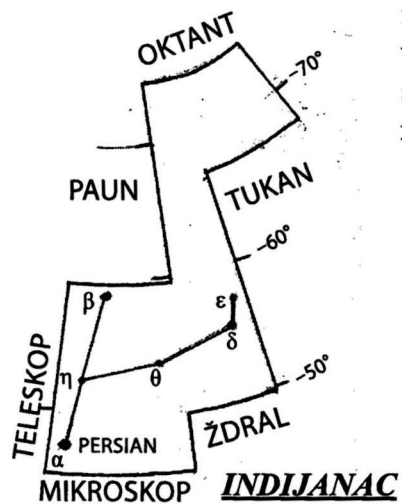 OKTANT
-70°
PAUN
TUKAN
-60°
β
ε
δ
η
θ
-50°
TELESKOP
ŽDRAL
PERSIAN
α
MIKROSKOP
INDIJANAC